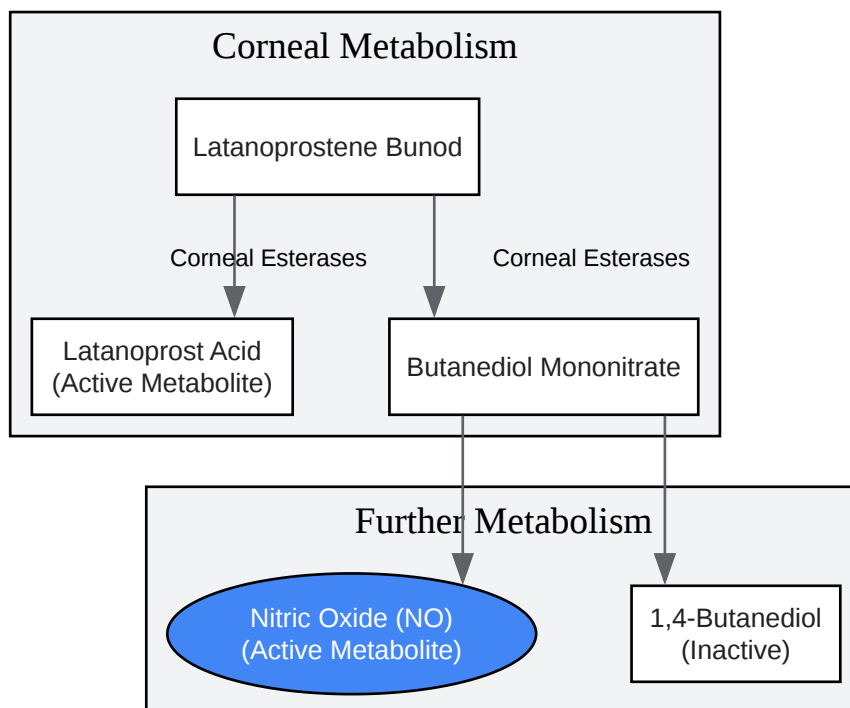 Corneal Metabolism
Latanoprostene Bunod
Corneal Esterases
Corneal Esterases
Latanoprost Acid
(Active Metabolite)
Butanediol Mononitrate
Further Metabolism
Nitric Oxide (NO)
(Active Metabolite)
1,4-Butanediol
(Inactive)